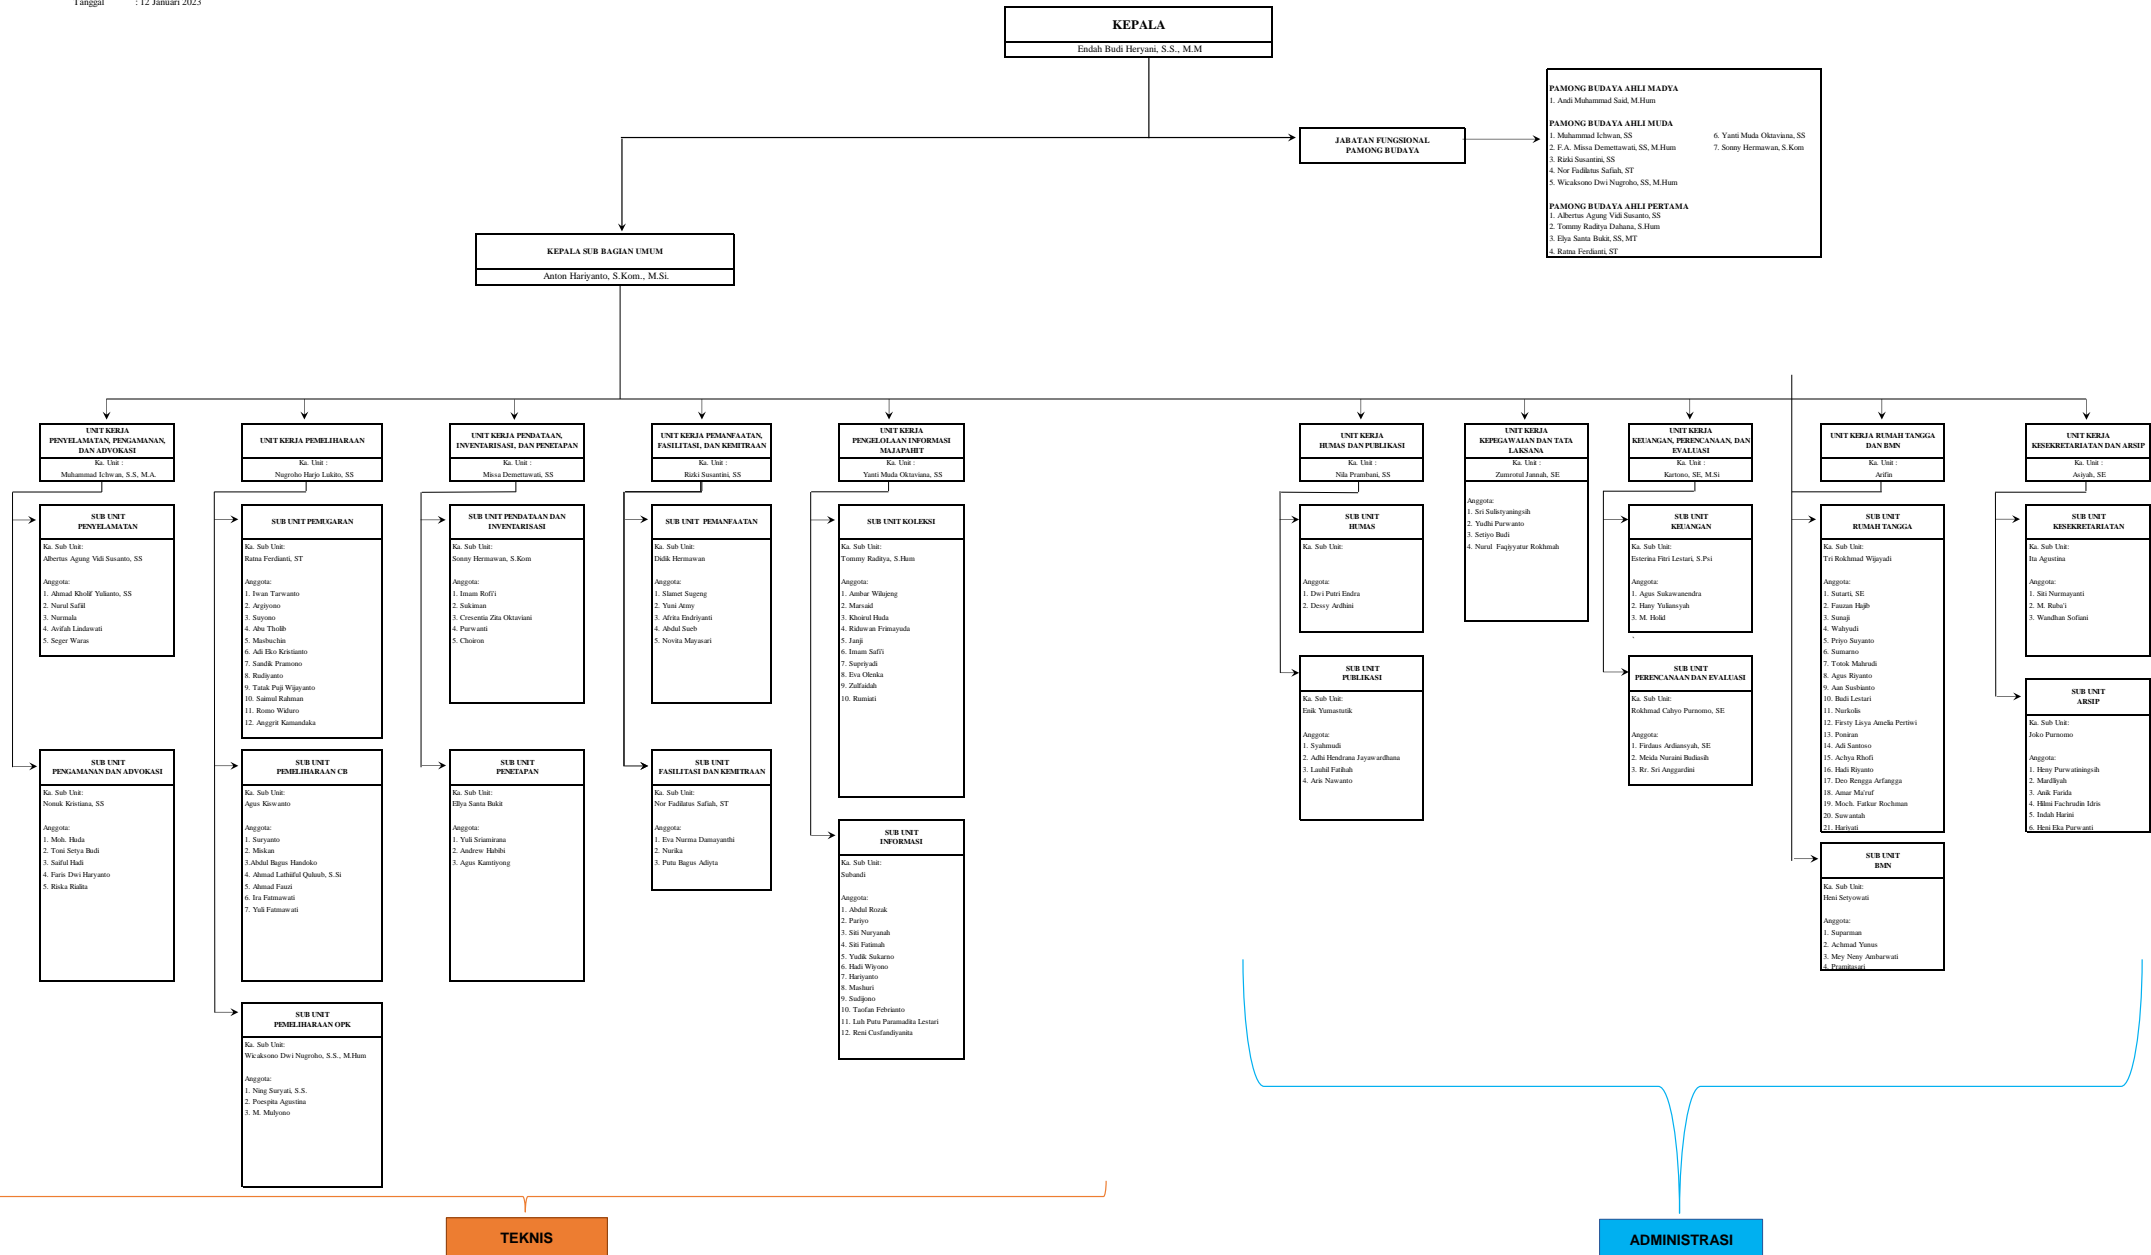 Tanggal : 12 Januari 2023
KEPALA
Endah Budi Heryani, S.S., M.M
JABATAN FUNGSIONAL
PAMONG BUDAYA
PAMONG BUDAYA AHLI MADYA
1. Andi Muhammad Said, M.Hum
PAMONG BUDAYA AHLI MUDA
1. Muhammad Ichwan, SS
2. F.A. Missa Demettawati, SS, M.Hum
3. Rizki Susantini, SS
4. Nor Fadilatus Safiah, ST
5. Wicaksono Dwi Nugroho, SS, M.Hum
6. Yanti Muda Oktaviana, SS
7. Sonny Hermawan, S.Kom
PAMONG BUDAYA AHLI PERTAMA
1. Albertus Agung Vidi Susanto, SS
2. Tommy Raditya Dahana, S.Hum
3. Elya Santa Bukit, SS, MT
4. Ratna Ferdianti, ST
KEPALA SUB BAGIAN UMUM
Anton Hariyanto, S.Kom., M.Si.
UNIT KERJA
PENYELAMATAN, PENGAMANAN,
DAN ADVOKASI
Ka. Unit :
Muhammad Ichwan, S.S, M.A.
SUB UNIT
PENYELAMATAN
Ka. Sub Unit:
Albertus Agung Vidi Susanto, SS
Anggota:
1. Ahmad Kholif Yulianto, SS
2. Nurul Safiil
3. Nurmala
4. Avifah Lindawati
5. Seger Waras
SUB UNIT
PENGAMANAN DAN ADVOKASI
Ka. Sub Unit:
Nonuk Kristiana, SS
Anggota:
1. Moh. Huda
2. Toni Setya Budi
3. Saiful Hadi
4. Faris Dwi Haryanto
5. Riska Rialita
UNIT KERJA PEMELIHARAAN
Ka. Unit :
Nugroho Harjo Lukito, SS
SUB UNIT PEMUGARAN
Ka. Sub Unit:
Ratna Ferdianti, ST
Anggota:
1. Iwan Tarwanto
2. Argiyono
3. Suyono
4. Abu Tholib
5. Masbuchin
6. Adi Eko Kristianto
7. Sandik Pramono
8. Rudiyanto
9. Tatak Puji Wijayanto
10. Saimul Rahman
11. Romo Widuro
12. Anggrit Kamandaka
SUB UNIT
PEMELIHARAAN CB
Ka. Sub Unit:
Agus Kiswanto
Anggota:
1. Suryanto
2. Miskan
3.Abdul Bagus Handoko
4. Ahmad Lathiiful Quluub, S.Si
5. Ahmad Fauzi
6. Ira Fatmawati
7. Yuli Fatmawati
SUB UNIT
PEMELIHARAAN OPK
Ka. Sub Unit:
Wicaksono Dwi Nugroho, S.S., M.Hum
Anggota:
1. Ning Suryati, S.S.
2. Poespita Agustina
3. M. Mulyono
UNIT KERJA PENDATAAN,
INVENTARISASI, DAN PENETAPAN
Ka. Unit :
Missa Demettawati, SS
SUB UNIT PENDATAAN DAN
INVENTARISASI
Ka. Sub Unit:
Sonny Hermawan, S.Kom
Anggota:
1. Imam Rofi'i
2. Sukiman
3. Cresentia Zita Oktaviani
4. Purwanti
5. Choiron
SUB UNIT
PENETAPAN
Ka. Sub Unit:
Ellya Santa Bukit
Anggota:
1. Yuli Sriamirana
2. Andrew Habibi
3. Agus Kamtiyong
UNIT KERJA PEMANFAATAN,
FASILITASI, DAN KEMITRAAN
Ka. Unit :
Rizki Susantini, SS
SUB UNIT PEMANFAATAN
Ka. Sub Unit:
Didik Hermawan
Anggota:
1. Slamet Sugeng
2. Yuni Atmy
3. Afrita Endriyanti
4. Abdul Sueb
5. Novita Mayasari
SUB UNIT
FASILITASI DAN KEMITRAAN
Ka. Sub Unit:
Nor Fadilatus Safiah, ST
Anggota:
1. Eva Nurma Damayanthi
2. Nurika
3. Putu Bagus Adiyta
UNIT KERJA
PENGELOLAAN INFORMASI
MAJAPAHIT
Ka. Unit :
Yanti Muda Oktaviana, SS
SUB UNIT KOLEKSI
Ka. Sub Unit:
Tommy Raditya, S.Hum
Anggota:
1. Ambar Wilujeng
2. Marsaid
3. Khoirul Huda
4. Riduwan Frimayuda
5. Janji
6. Imam Safi'i
7. Supriyadi
8. Eva Olenka
9. Zulfaidah
10. Rumiati
SUB UNIT
INFORMASI
Ka. Sub Unit:
Subandi
Anggota:
1. Abdul Rozak
2. Pariyo
3. Siti Nuryanah
4. Siti Fatimah
5. Yudik Sukarno
6. Hadi Wiyono
7. Hariyanto
8. Mashuri
9. Sudijono
10. Taofan Febrianto
11. Luh Putu Paramadita Lestari
12. Reni Cusfandiyanita
UNIT KERJA
HUMAS DAN PUBLIKASI
Ka. Unit :
Nila Prambani, SS
SUB UNIT
HUMAS
Ka. Sub Unit:
Anggota:
1. Dwi Putri Endra
2. Dessy Ardhini
SUB UNIT
PUBLIKASI
Ka. Sub Unit:
Enik Yumastutik
Anggota:
1. Syahmudi
2. Adhi Hendrana Jayawardhana
3. Lauhil Fatihah
4. Aris Nawanto
UNIT KERJA
KEPEGAWAIAN DAN TATA
LAKSANA
Ka. Unit :
Zumrotul Jannah, SE
Anggota:
1. Sri Sulistyaningsih
2. Yudhi Purwanto
3. Setiyo Budi
4. Nurul Faqiyyatur Rokhmah
UNIT KERJA
KEUANGAN, PERENCANAAN, DAN
EVALUASI
Ka. Unit :
Kartono, SE, M.Si
SUB UNIT
KEUANGAN
Ka. Sub Unit:
Esterina Fitri Lestari, S.Psi
Anggota:
1. Agus Sukawanendra
2. Hany Yuliansyah
3. M. Holid
SUB UNIT
PERENCANAAN DAN EVALUASI
Ka. Sub Unit:
Rokhmad Cahyo Purnomo, SE
Anggota:
1. Firdaus Ardiansyah, SE
2. Meida Nuraini Budiasih
3. Rr. Sri Anggardini
UNIT KERJA RUMAH TANGGA
DAN BMN
Ka. Unit :
Arifin
SUB UNIT
RUMAH TANGGA
Ka. Sub Unit:
Tri Rokhmad Wijayadi
Anggota:
1. Sutarti, SE
2. Fauzan Hajib
3. Sunaji
4. Wahyudi
5. Priyo Suyanto
6. Sumarno
7. Totok Mahrudi
8. Agus Riyanto
9. Aan Susbianto
10. Budi Lestari
11. Nurkolis
12. Firsty Lisya Amelia Pertiwi
13. Poniran
14. Adi Santoso
15. Achya Rhofi
16. Hadi Riyanto
17. Deo Rengga Arfangga
18. Amar Ma'ruf
19. Moch. Fatkur Rochman
20. Suwantah
21. Hariyati
SUB UNIT
BMN
Ka. Sub Unit:
Heni Setyowati
Anggota:
1. Suparman
2. Achmad Yunus
3. Mey Neny Ambarwati
4. Pramitasari
UNIT KERJA
KESEKRETARIATAN DAN ARSIP
Ka. Unit :
Asiyah, SE
SUB UNIT
KESEKRETARIATAN
Ka. Sub Unit:
Ita Agustina
Anggota:
1. Siti Nurmayanti
2. M. Ruba'i
3. Wandhan Sofiani
SUB UNIT
ARSIP
Ka. Sub Unit:
Joko Purnomo
Anggota:
1. Heny Purwatiningsih
2. Mardliyah
3. Anik Farida
4. Hilmi Fachrudin Idris
5. Indah Harini
6. Heni Eka Purwanti
TEKNIS
ADMINISTRASI